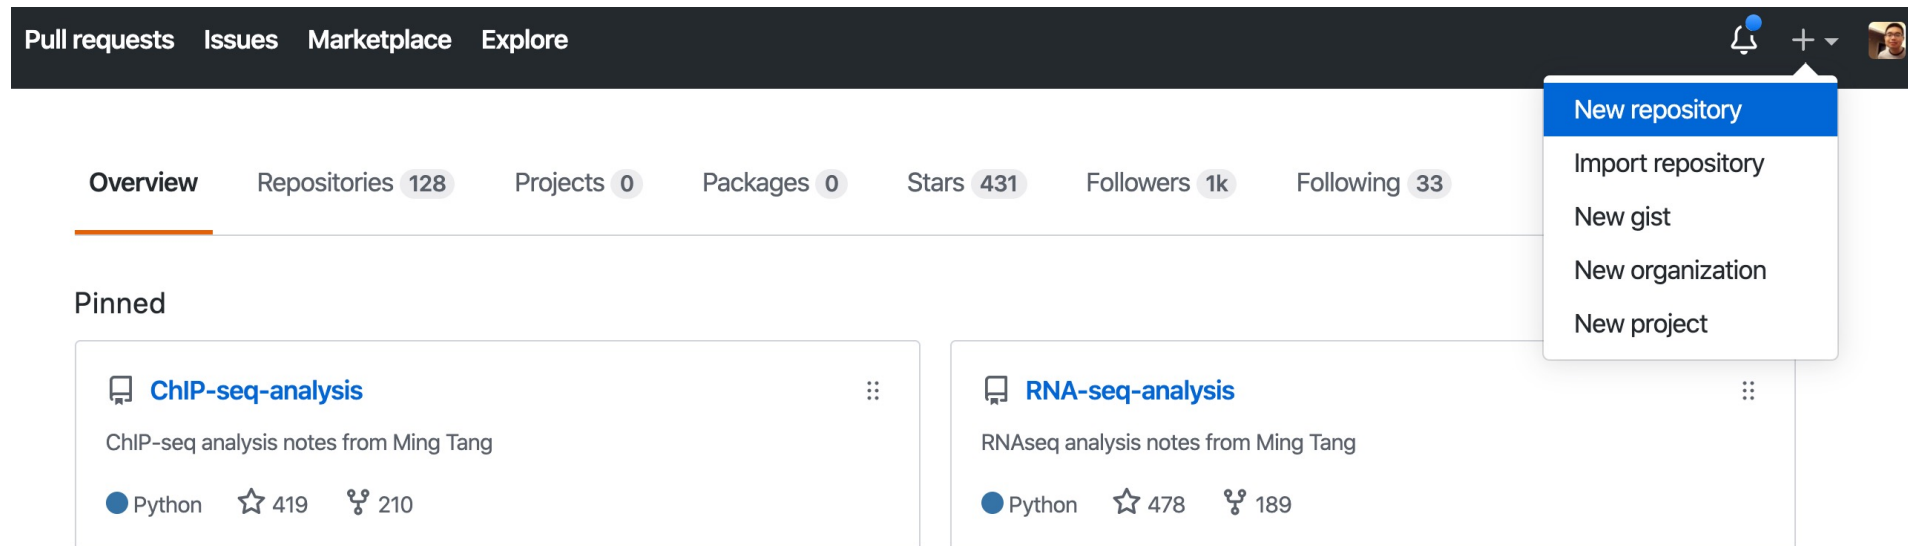 Pull requests Issues Marketplace Explore
New repository
Import repository
New gist
New organization
New project
Overview Repositories 128 Projects 0 Packages 0 Stars 431 Followers 1k Following 33
Pinned
ChIP-seq-analysis
ChIP-seq analysis notes from Ming Tang
Python 419 210
RNA-seq-analysis
RNAseq analysis notes from Ming Tang
Python 478 189